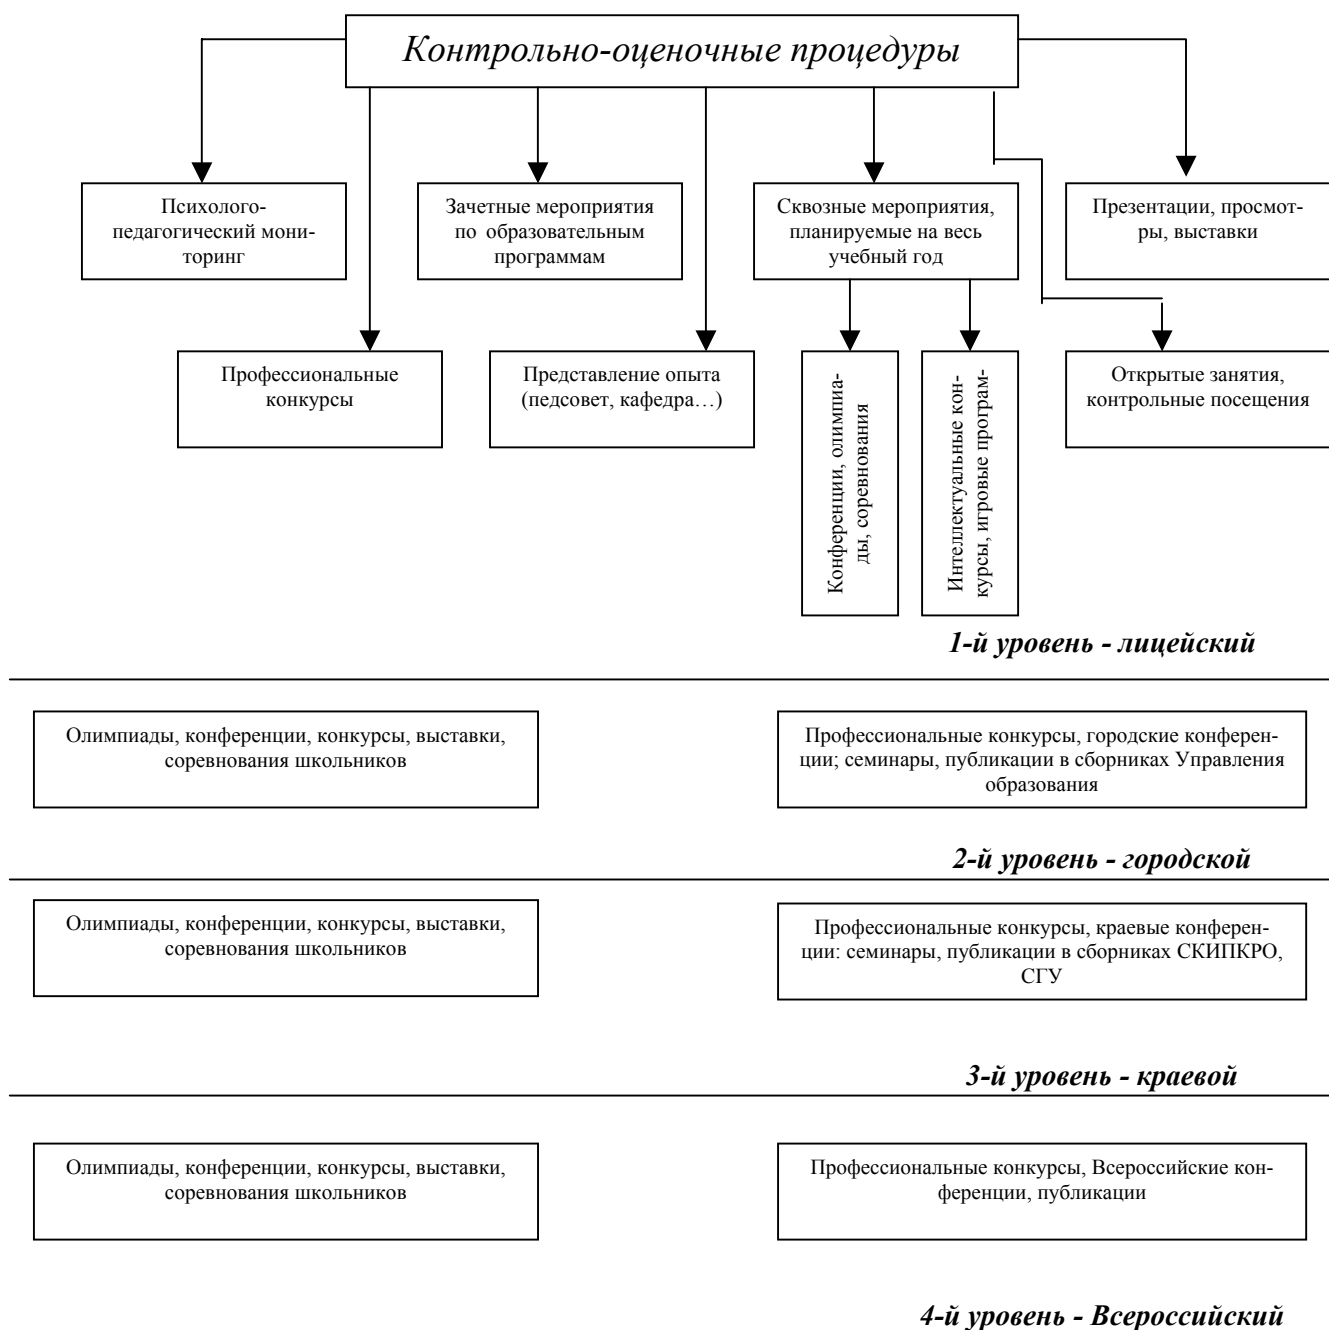 Контрольно-оценочные процедуры
Психолого-
педагогический мони-
торинг
Зачетные мероприятия
по образовательным
программам
Сквозные мероприятия,
планируемые на весь
учебный год
Презентации, просмот-
ры, выставки
Профессиональные
конкурсы
Представление опыта
(педсовет, кафедра…)
Конференции, олимпиа-
ды, соревнования
Интеллектуальные кон-
курсы, игровые програм-
Открытые занятия,
контрольные посещения
1-й уровень - лицейский
Олимпиады, конференции, конкурсы, выставки,
соревнования школьников
Профессиональные конкурсы, городские конферен-
ции; семинары, публикации в сборниках Управления
образования
2-й уровень - городской
Олимпиады, конференции, конкурсы, выставки,
соревнования школьников
Профессиональные конкурсы, краевые конферен-
ции: семинары, публикации в сборниках СКИПКРО,
СГУ
3-й уровень - краевой
Олимпиады, конференции, конкурсы, выставки,
соревнования школьников
Профессиональные конкурсы, Всероссийские кон-
ференции, публикации
4-й уровень - Всероссийский